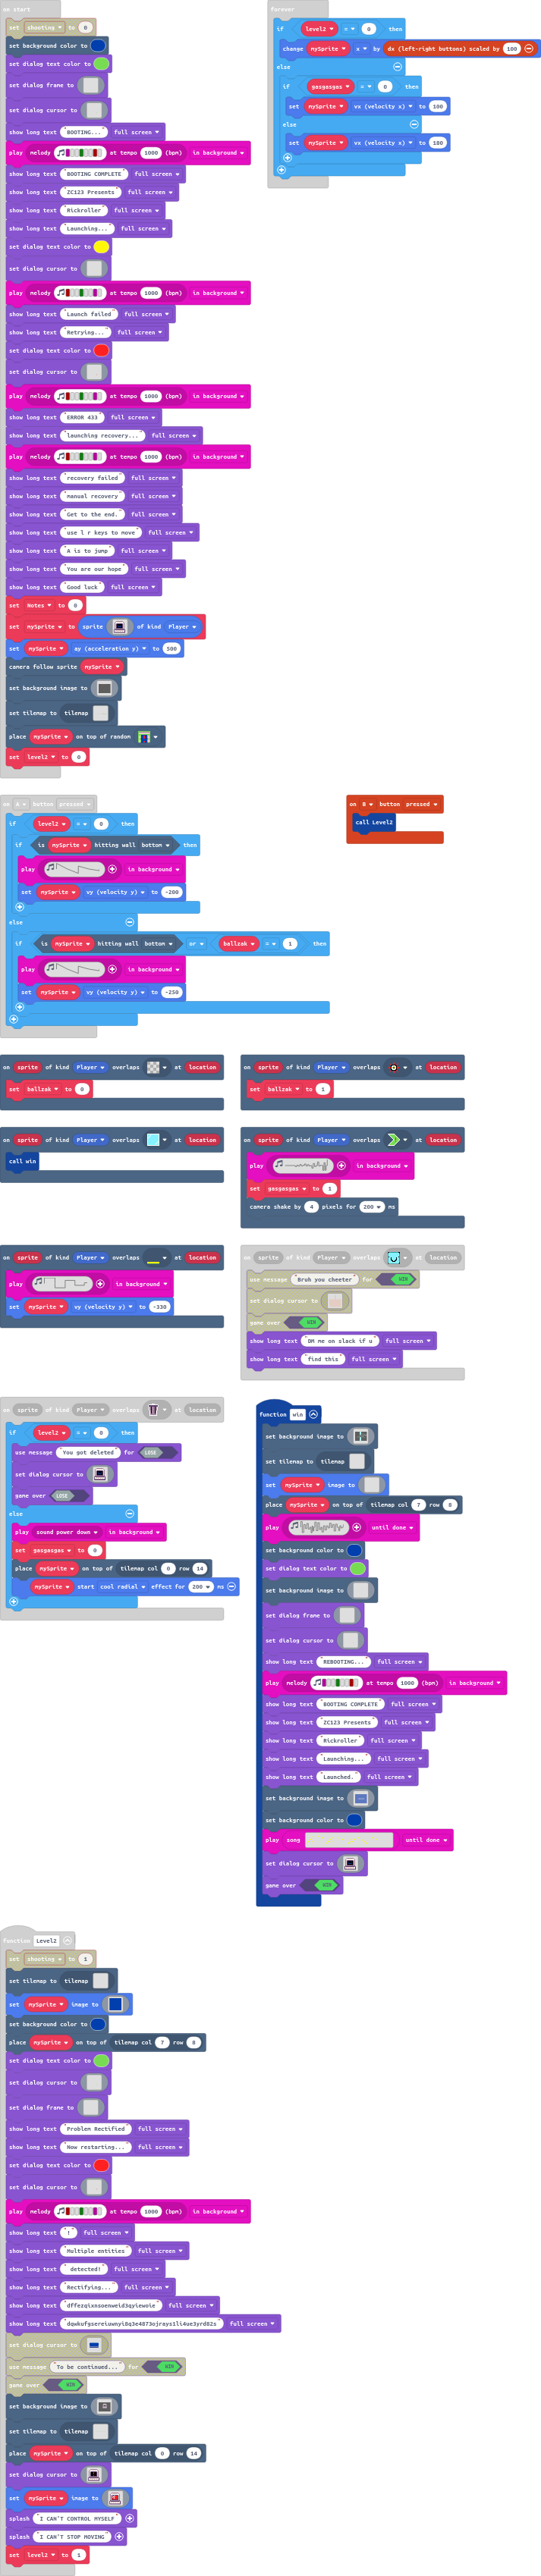 on start
set shooting to 0
set background color to
set dialog text color to
set dialog frame to
set dialog cursor to
show long text "BOOTING..." full screen
play melody at tempo 1000 (bpm) in background
show long text "BOOTING COMPLETE" full screen
show long text "ZC123 Presents" full screen
show long text "Rickroller" full screen
show long text "Launching..." full screen
set dialog text color to
set dialog cursor to
play melody at tempo 1000 (bpm) in background
show long text "Launch failed" full screen
show long text "Retrying..." full screen
set dialog text color to
set dialog cursor to
play melody at tempo 1000 (bpm) in background
show long text "ERROR 433" full screen
show long text "launching recovery..." full screen
play melody at tempo 1000 (bpm) in background
show long text "recovery failed" full screen
show long text "manual recovery" full screen
show long text "Get to the end." full screen
show long text "use l r keys to move" full screen
show long text "A is to jump" full screen
show long text "You are our hope" full screen
show long text "Good luck" full screen
set Notes to 0
set mySprite to sprite of kind Player
set mySprite ay (acceleration y) to 500
camera follow sprite mySprite
set background image to
set tilemap to tilemap
place mySprite on top of random
set level2 to 0
forever
if level2 = 0 then
change mySprite x by dx (left-right buttons) scaled by 100
else
if gasgasgas = 0 then
set mySprite vx (velocity x) to 100
else
set mySprite vx (velocity x) to 180
on A button pressed
if level2 = 0 then
if is mySprite hitting wall bottom then
play in background
set mySprite vy (velocity y) to -200
else
if is mySprite hitting wall bottom or ballzak = 1 then
play in background
set mySprite vy (velocity y) to -250
on B button pressed
call Level2
on sprite of kind Player overlaps at location
set ballzak to 0
on sprite of kind Player overlaps at location
set ballzak to 1
on sprite of kind Player overlaps at location
call win
on sprite of kind Player overlaps at location
play in background
set gasgasgas to 1
camera shake by 4 pixels for 200 ms
on sprite of kind Player overlaps at location
play in background
set mySprite vy (velocity y) to -330
on sprite of kind Player overlaps at location
use message "Bruh you cheeter" for WIN
set dialog cursor to
game over WIN
show long text "DM me on slack if u" full screen
show long text "find this" full screen
on sprite of kind Player overlaps at location
if level2 = 0 then
use message "You got deleted" for LOSE
set dialog cursor to
game over LOSE
else
play sound power down in background
set gasgasgas to 0
place mySprite on top of tilemap col 0 row 14
mySprite start cool radial effect for 200 ms
function win
set background image to
set tilemap to tilemap
set mySprite image to
place mySprite on top of tilemap col 7 row 8
play until done
set background color to
set dialog text color to
set background image to
set dialog frame to
set dialog cursor to
show long text "REBOOTING..." full screen
play melody at tempo 1000 (bpm) in background
show long text "BOOTING COMPLETE" full screen
show long text "ZC123 Presents" full screen
show long text "Rickroller" full screen
show long text "Launching..." full screen
show long text "Launched." full screen
set background image to
set background color to
play song until done
set dialog cursor to
game over WIN
function Level2
set shooting to 1
set tilemap to tilemap
set mySprite image to
set background color to
place mySprite on top of tilemap col 7 row 8
set dialog text color to
set dialog cursor to
set dialog frame to
show long text "Problem Rectified" full screen
show long text "Now restarting..." full screen
set dialog text color to
set dialog cursor to
play melody at tempo 1000 (bpm) in background
show long text "!" full screen
show long text "Multiple entities" full screen
show long text " detected!" full screen
show long text "Rectifying..." full screen
show long text full screen
show long text full screen
set dialog cursor to
use message "To be continued..." for WIN
game over WIN
set background image to
set tilemap to tilemap
place mySprite on top of tilemap col 0 row 14
set dialog cursor to
set mySprite image to
splash "I CAN'T CONTROL MYSELF"
splash "I CAN'T STOP MOVING"
set level2 to 1